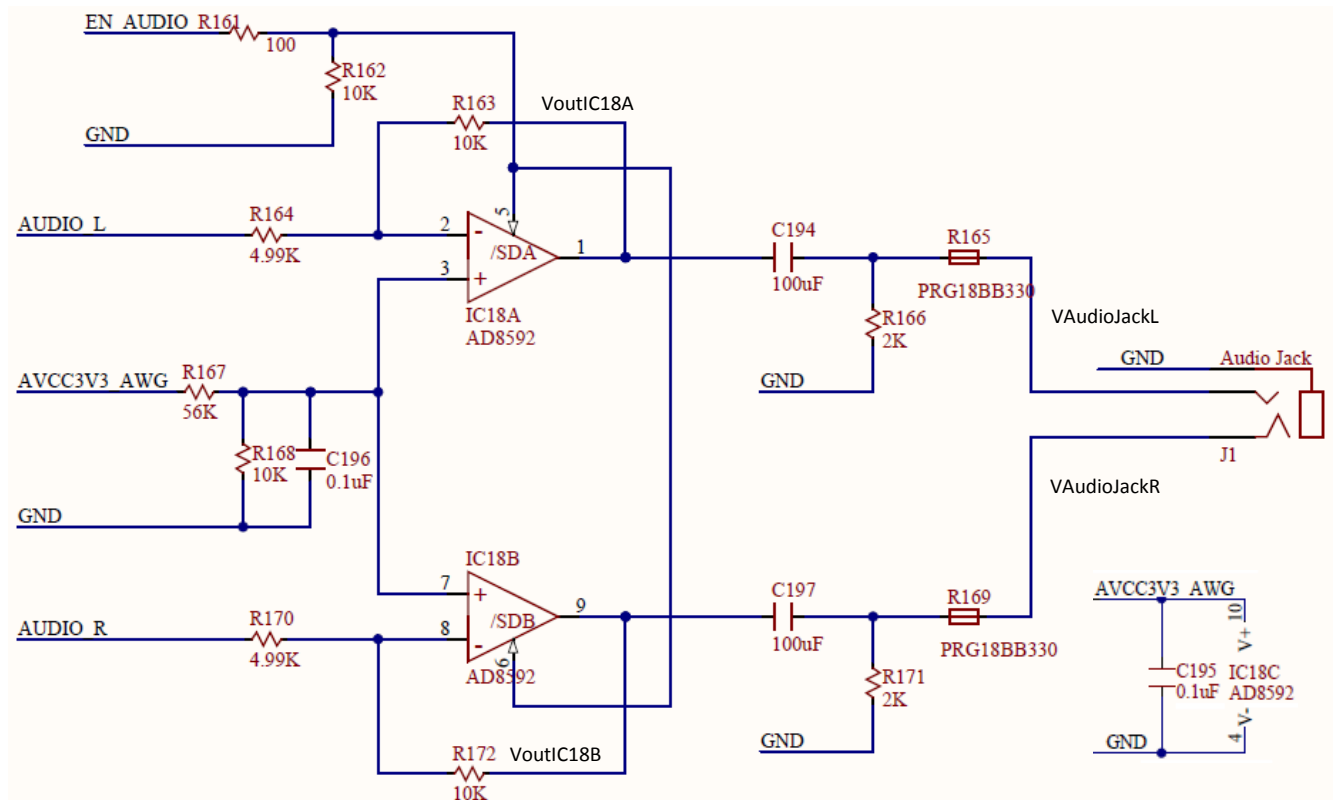 EN_AUDIO R161
100
R162
10K
GND
R163
10K
VoutIC18A
AUDIO_L
R164
4.99K
2
-
5
/SDA
1
3
+
IC18A
AD8592
C194
100uF
R165
PRG18BB330
R166
2K
GND
VAudioJackL
GND
Audio Jack
J1
AVCC3V3_AWG
R167
56K
R168
10K
C196
0.1uF
GND
VAudioJackR
IC18B
7
+
/SDB
9
8
-
6
AD8592
AUDIO_R
R170
4.99K
R172
10K
VoutIC18B
C197
100uF
R169
PRG18BB330
R171
2K
GND
AVCC3V3_AWG
10
V+
C195
0.1uF
IC18C
AD8592
V-
4
GND